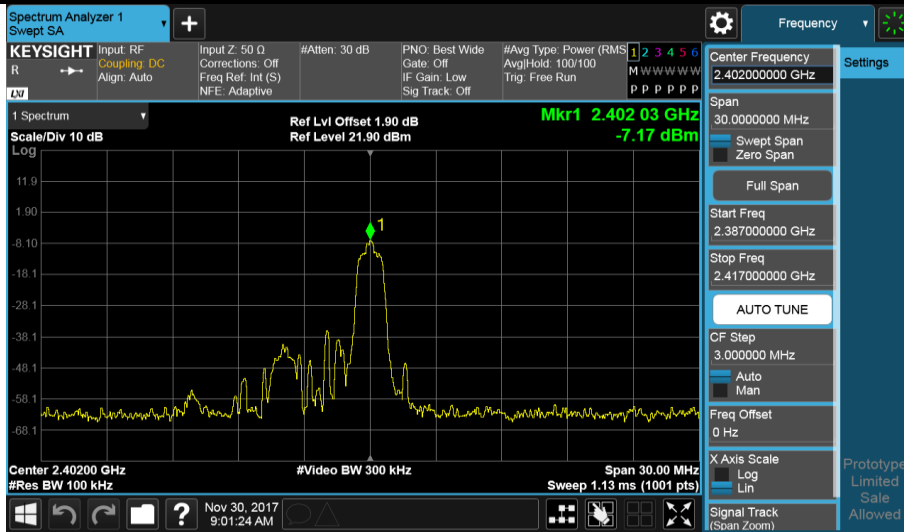 Spectrum Analyzer 1
Swept SA
+
Frequency
KEYSIGHT
R
LXI
Input: RF
Coupling: DC
Align: Auto
Input Z: 50 Ω
Corrections: Off
Freq Ref: Int (S)
NFE: Adaptive
#Atten: 30 dB
PNO: Best Wide
Gate: Off
IF Gain: Low
Sig Track: Off
#Avg Type: Power (RMS
Avg|Hold: 100/100
Trig: Free Run
1 2 3 4 5 6
M W W W W W
P P P P P P
1 Spectrum
Scale/Div 10 dB
Log
Ref Lvl Offset 1.90 dB
Ref Level 21.90 dBm
Mkr1 2.402 03 GHz
-7.17 dBm
11.9
1.90
-8.10
-18.1
-28.1
-38.1
-48.1
-58.1
-68.1
1
Center 2.40200 GHz
#Res BW 100 kHz
#Video BW 300 kHz
Span 30.00 MHz
Sweep 1.13 ms (1001 pts)
Center Frequency
2.402000000 GHz
Span
30.0000000 MHz
Swept Span
Zero Span
Full Span
Start Freq
2.387000000 GHz
Stop Freq
2.417000000 GHz
AUTO TUNE
CF Step
3.000000 MHz
Auto
Man
Freq Offset
0 Hz
X Axis Scale
Log
Lin
Signal Track
(Span Zoom)
Settings
Prototype
Limited
Sale
Allowed
?
Nov 30, 2017
9:01:24 AM